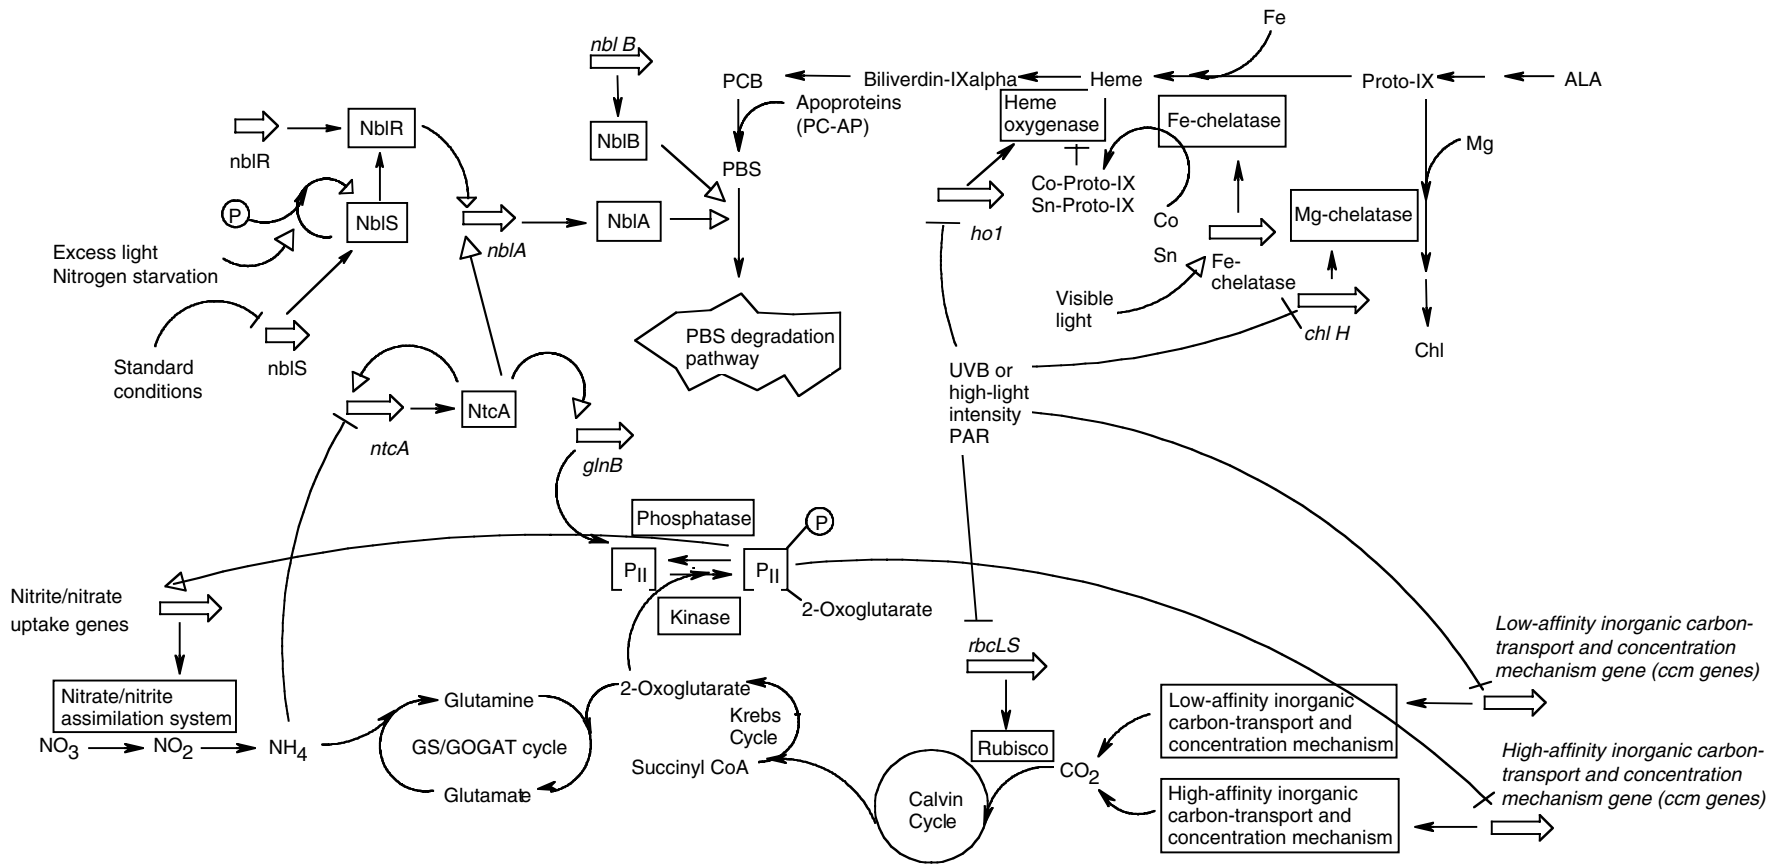 Fe
nbl B
PCB
Biliverdin-IXalpha
Heme
Proto-IX
ALA
Apoproteins
(PC-AP)
Heme
oxygenase
Fe-chelatase
nblR
NblR
NblB
PBS
Mg
Co-Proto-IX
Sn-Proto-IX
P
NblS
nblA
NblA
ho1
Co
Mg-chelatase
Excess light
Nitrogen starvation
Sn
Fe-
chelatase
Visible
light
chl H
Standard
conditions
nblS
PBS degradation
pathway
Chl
UVB or
high-light
intensity
PAR
NtcA
ntcA
glnB
Phosphatase
P
PII
PII
Kinase
2-Oxoglutarate
Nitrite/nitrate
uptake genes
rbcLS
Low-affinity inorganic carbon-
transport and concentration
mechanism gene (ccm genes)
Nitrate/nitrite
assimilation system
2-Oxoglutarate
Glutamine
Krebs
Cycle
Low-affinity inorganic
carbon-transport and
concentration mechanism
NO3
NO2
NH4
GS/GOGAT cycle
Rubisco
High-affinity inorganic carbon-
transport and concentration
mechanism gene (ccm genes)
Succinyl CoA
CO2
Glutamate
Calvin
Cycle
High-affinity inorganic
carbon-transport and
concentration mechanism